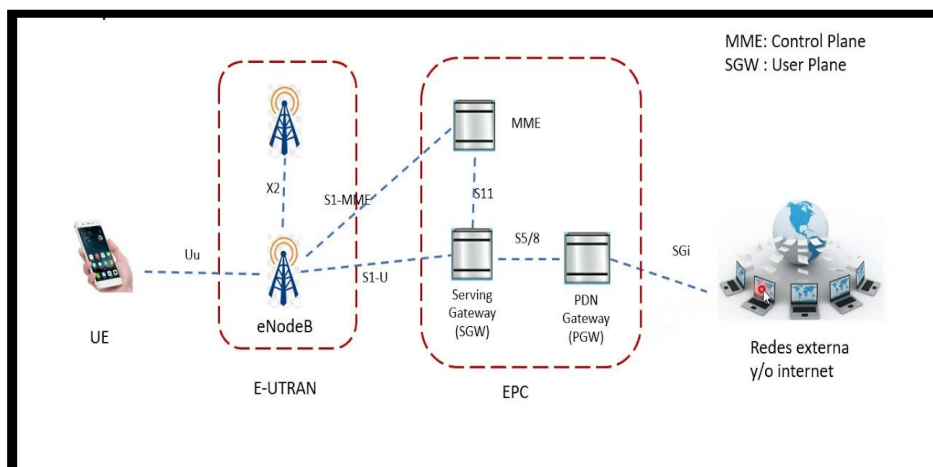 MME: Control Plane
SGW : User Plane
MME
X2
S1-MME
S11
Uu
S1-U
S5/8
SGi
UE
eNodeB
Serving
Gateway
(SGW)
PDN
Gateway
(PGW)
Redes externa
y/o internet
E-UTRAN
EPC